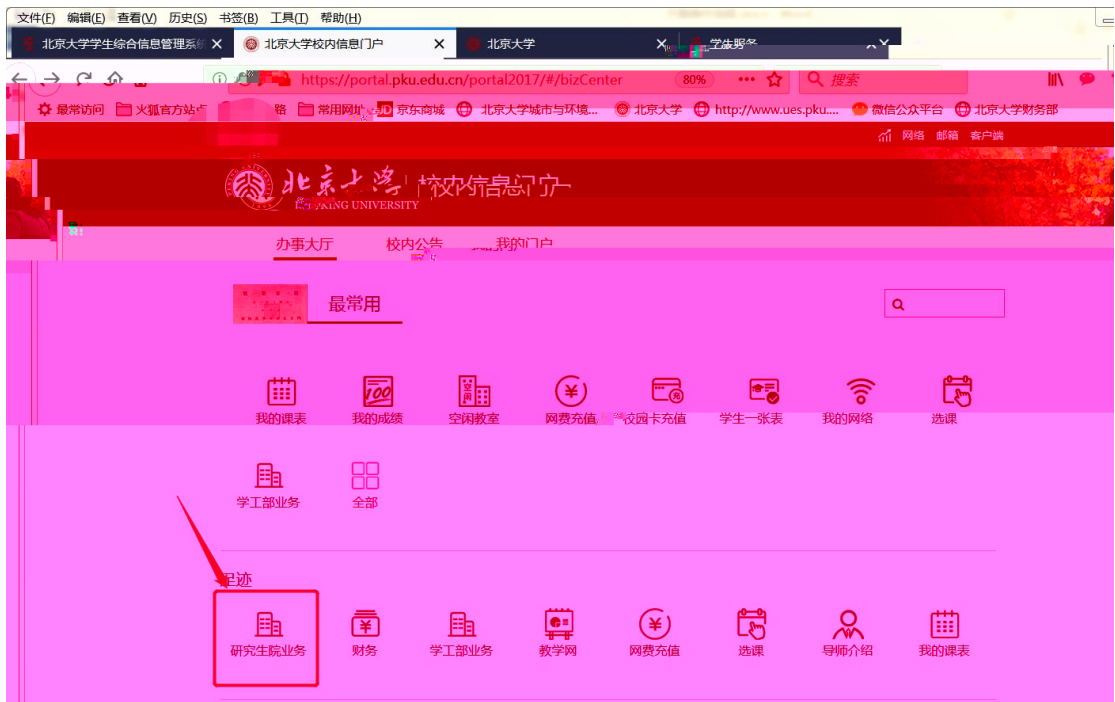 文件(F) 编辑(E) 查看(V) 历史(S) 书签(B) 工具(T) 帮助(H)
北京大学学生综合信息管理系统 北京大学校内信息门户 北京大学
https://portal.pku.edu.cn/portal2017/#/bizCenter 80% 搜索
最常访问 火狐官方站点 常用网址 京东商城 北京大学城市与环境... 北京大学 http://www.ues.pku.... 微信公众平台 北京大学财务部
网络 邮箱 客户端
北京大学 校内信息门户
PEKING UNIVERSITY
办事大厅 校内公告 我的门户
最常用
我的课表 我的成绩 空闲教室 网费充值 校园卡充值 学生一张表 我的网络 选课
学工部业务 全部
足迹
研究生院业务 财务 学工部业务 教学网 网费充值 选课 导师介绍 我的课表